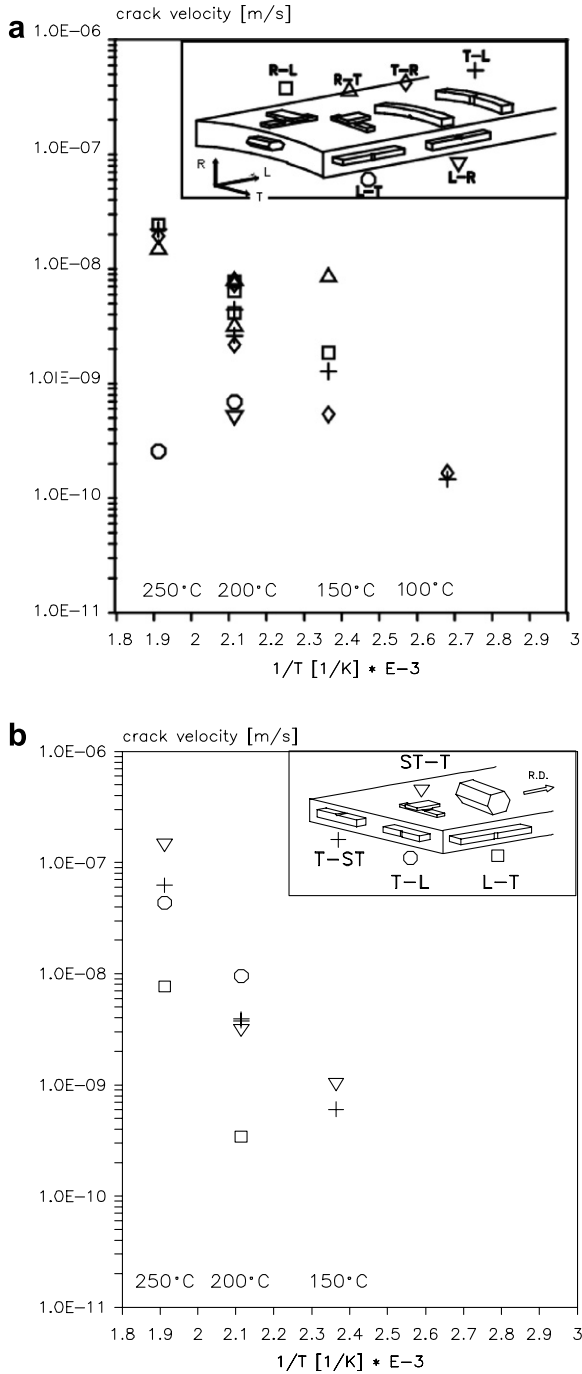 a
crack velocity [m/s]
1.0E−06
1.0E−07
1.0E−08
1.01E−09
1.0E−10
1.0E−11
R−L
R−T
T−R
T−L
L−T
L−R
R
L
T
250°C 200°C 150°C 100°C
1.8 1.9 2 2.1 2.2 2.3 2.4 2.5 2.6 2.7 2.8 2.9 3
1/T [1/K] * E−3
b
crack velocity [m/s]
1.0E−06
1.0E−07
1.0E−08
1.0E−09
1.0E−10
1.0E−11
ST−T
R.D.
T−ST
T−L
L−T
250°C 200°C 150°C
1.8 1.9 2 2.1 2.2 2.3 2.4 2.5 2.6 2.7 2.8 2.9 3
1/T [1/K] * E−3